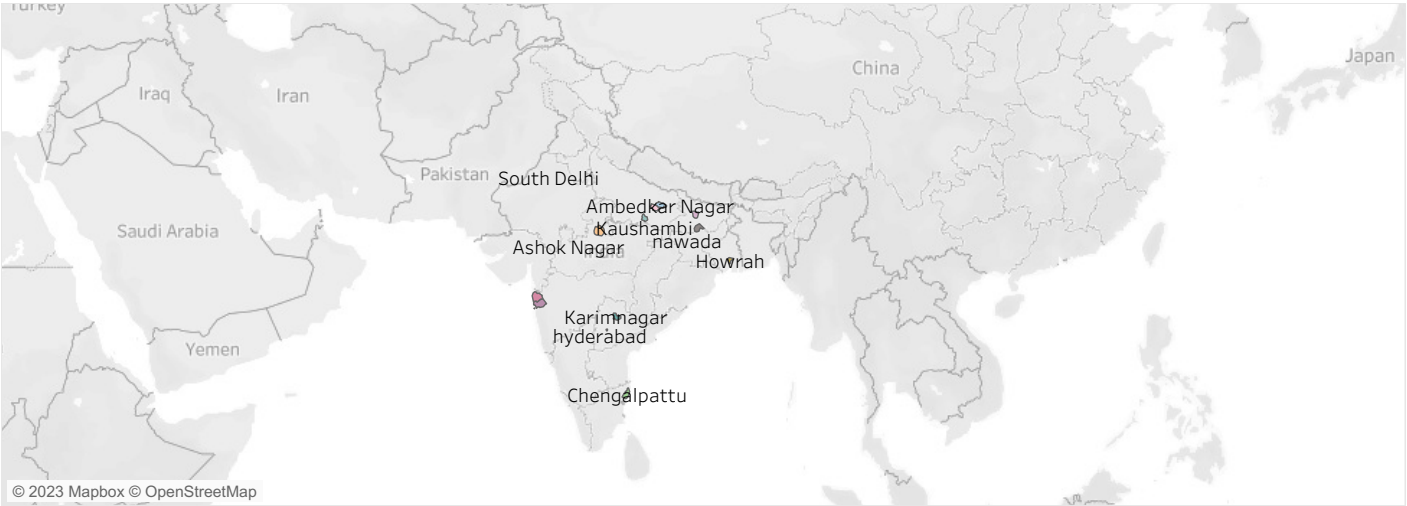 Turkey
Japan
China
Iraq
Iran
Pakistan
South Delhi
Ambedkar Nagar
Saudi Arabia
Kaushambi
nawada
Ashok Nagar
India
Howrah
Karimnagar
hyderabad
Yemen
Chengalpattu
© 2023 Mapbox © OpenStreetMap